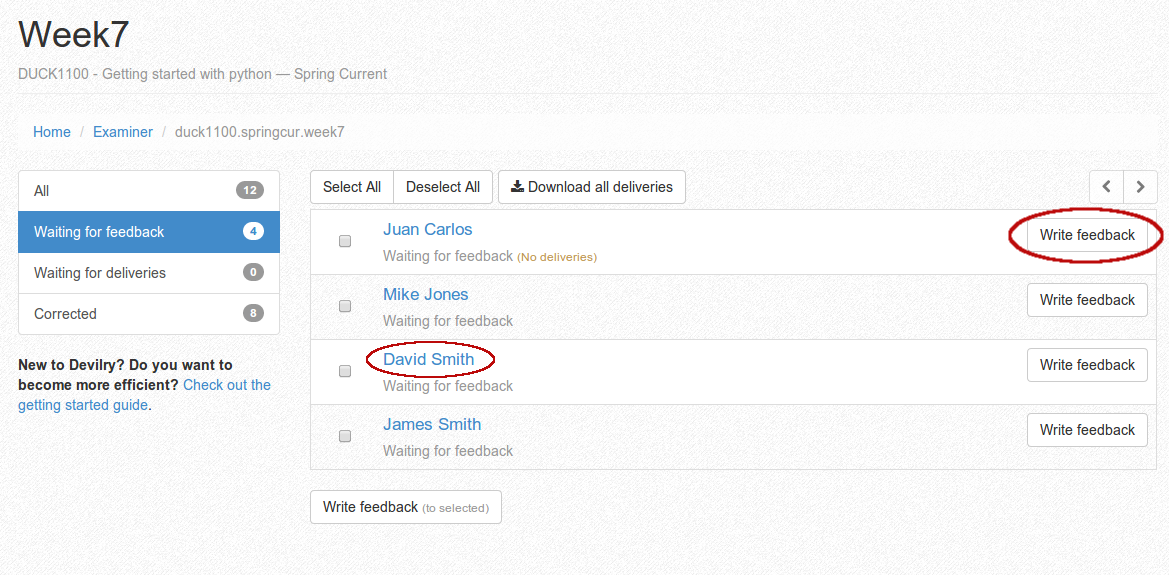 Week7
DUCK1100 - Getting started with python — Spring Current
Home / Examiner / duck1100.springcur.week7
All 12
Waiting for feedback 4
Waiting for deliveries 0
Corrected 8
New to Devilry? Do you want to
become more efficient? Check out the
getting started guide.
Select All Deselect All Download all deliveries
Juan Carlos
Waiting for feedback (No deliveries)
Write feedback
Mike Jones
Waiting for feedback
Write feedback
David Smith
Waiting for feedback
Write feedback
James Smith
Waiting for feedback
Write feedback
Write feedback (to selected)